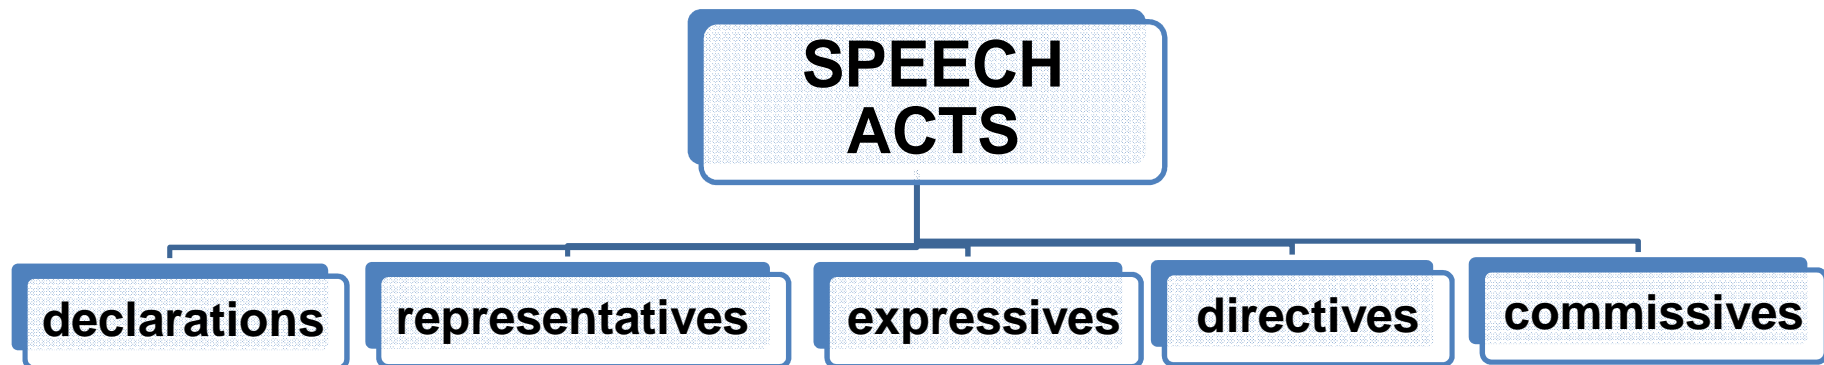 SPEECH
ACTS
declarations
representatives
expressives
directives
commissives